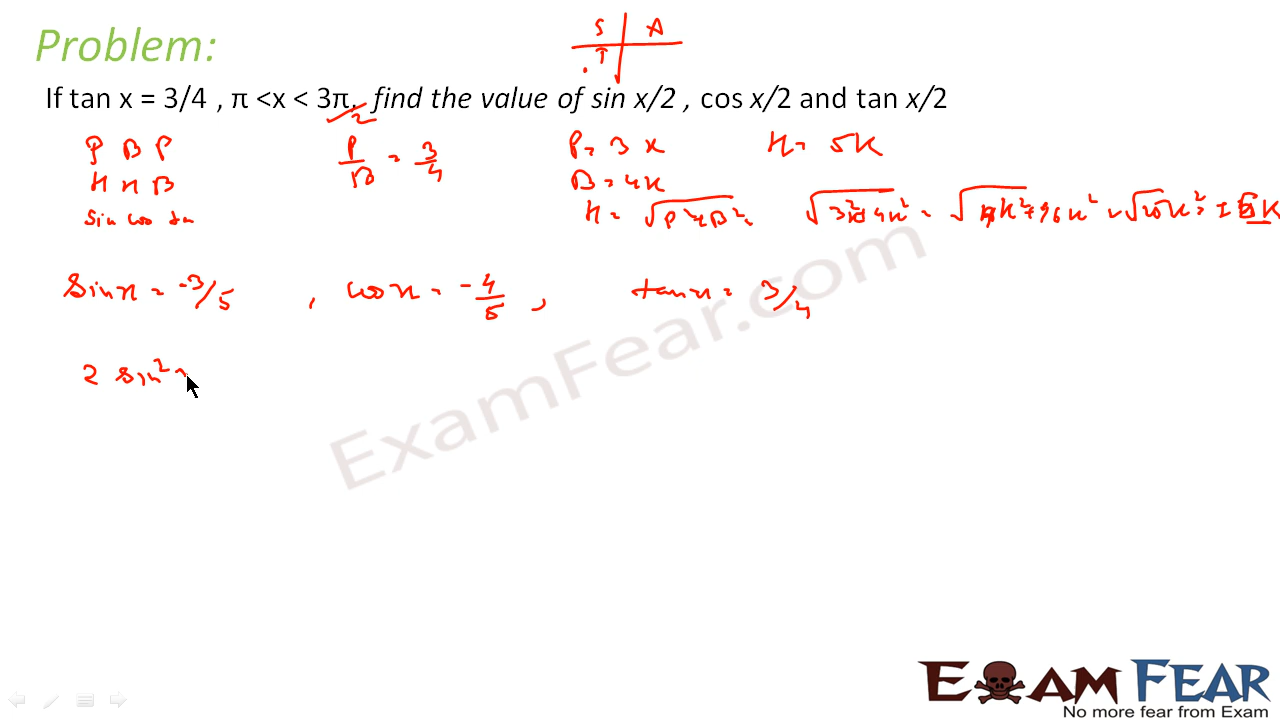 Problem:
S A
T
If tan x = 3/4 , π <x < 3π, find the value of sin x/2 , cos x/2 and tan x/2
/2
P B P
H H B
sin cos tan
P/B = 3/4
P = 3 K
B = 4K
H = √P²+B² =
H = 5K
sin x = -3/5 , cos x = -4/5 , tan x = 3/4
2 sin²
ExamFear.com
EXAM FEAR
No more fear from Exam